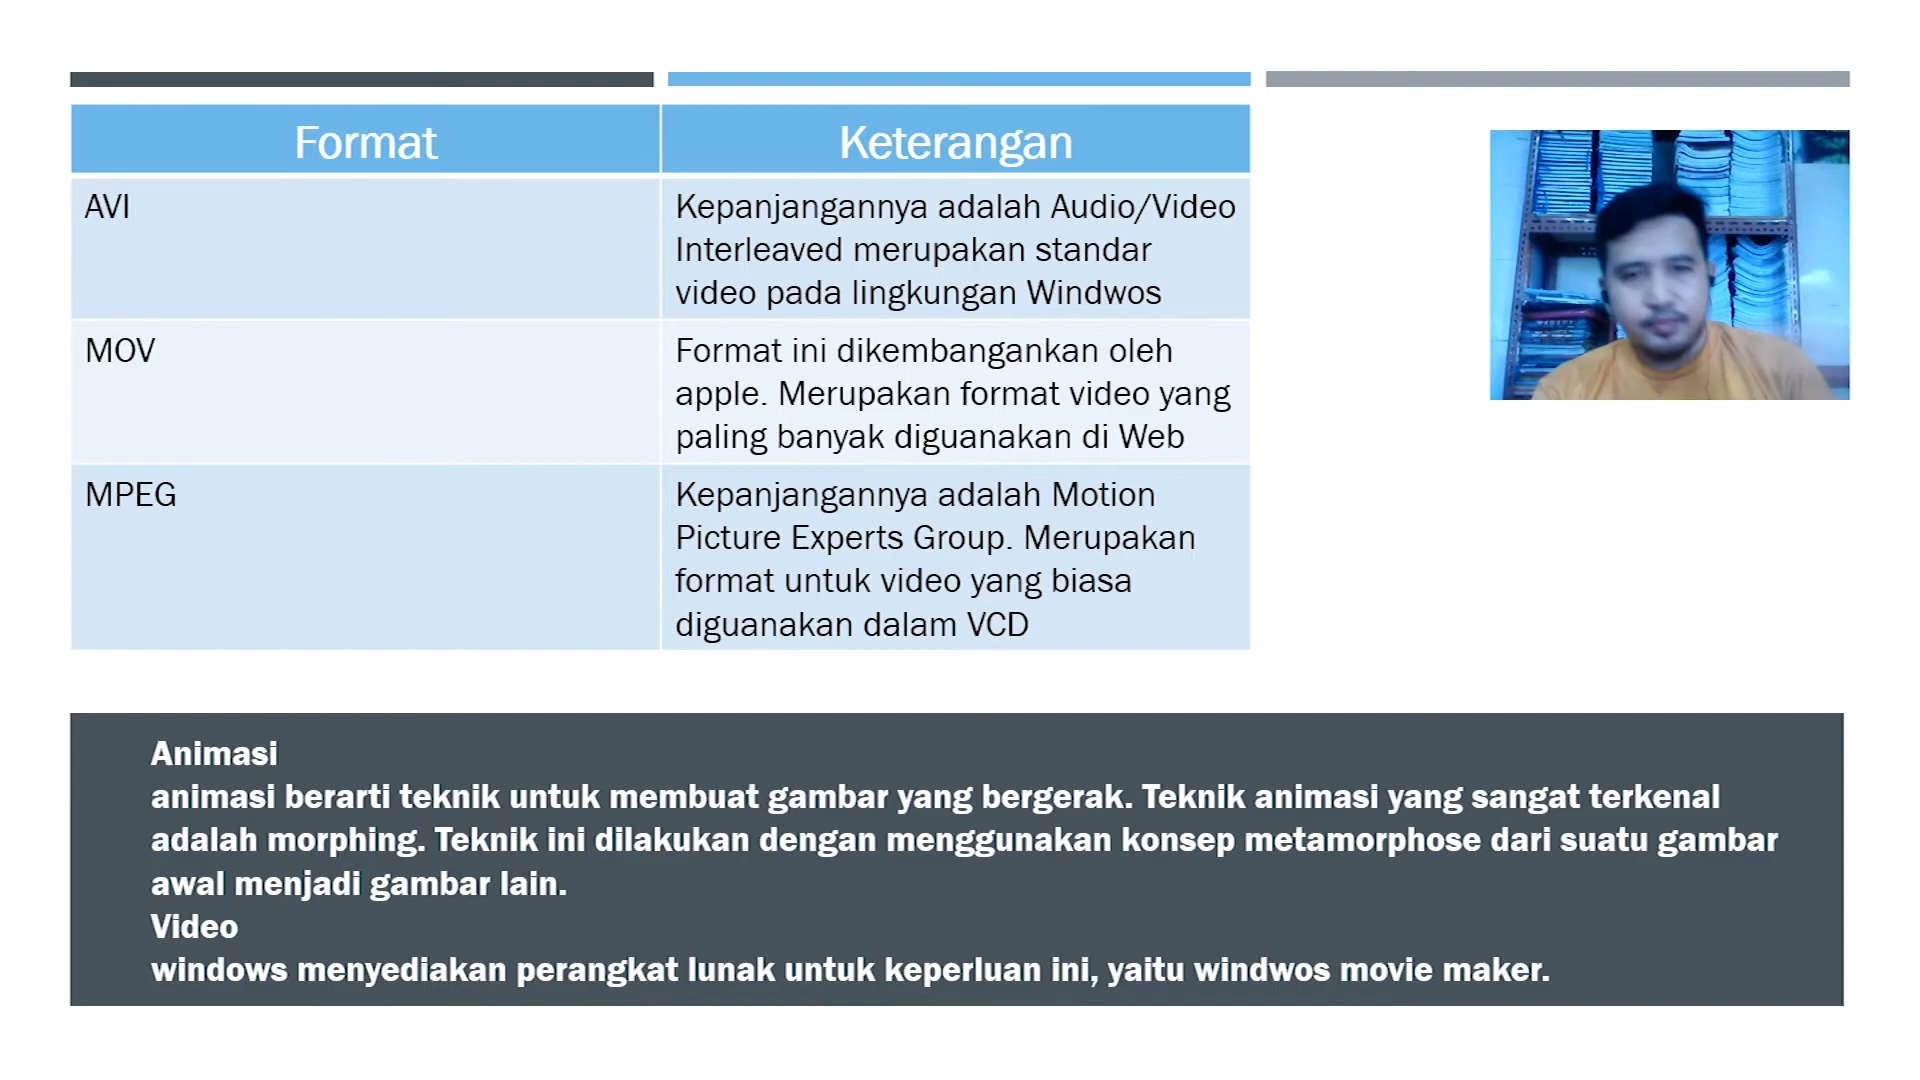 Format
Keterangan
AVI
Kepanjangannya adalah Audio/Video
Interleaved merupakan standar
video pada lingkungan Windwos
MOV
Format ini dikembangankan oleh
apple. Merupakan format video yang
paling banyak diguanakan di Web
MPEG
Kepanjangannya adalah Motion
Picture Experts Group. Merupakan
format untuk video yang biasa
diguanakan dalam VCD
Animasi
animasi berarti teknik untuk membuat gambar yang bergerak. Teknik animasi yang sangat terkenal
adalah morphing. Teknik ini dilakukan dengan menggunakan konsep metamorphose dari suatu gambar
awal menjadi gambar lain.
Video
windows menyediakan perangkat lunak untuk keperluan ini, yaitu windwos movie maker.